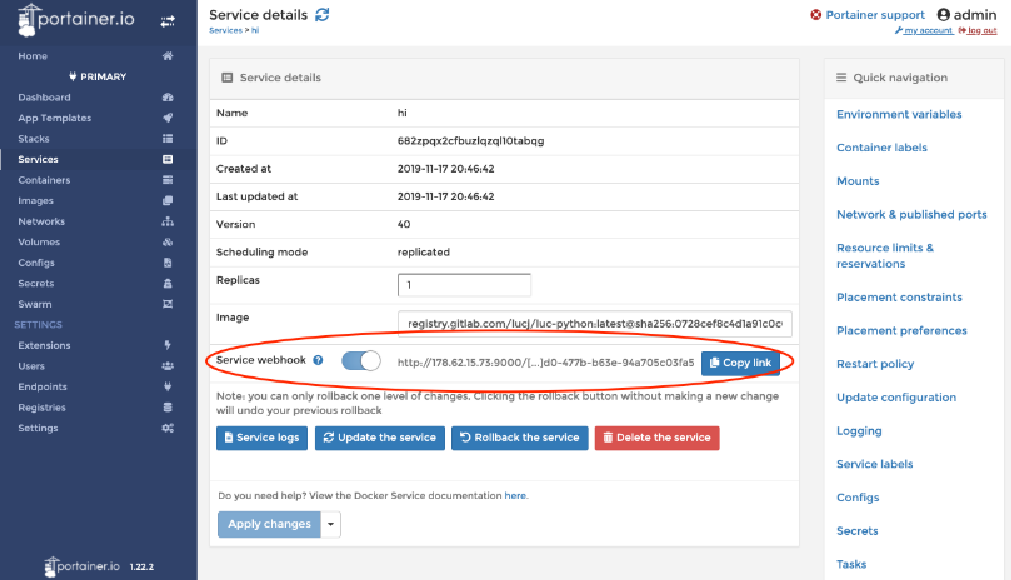 portainer.io
Home
PRIMARY
Dashboard
App Templates
Stacks
Services
Containers
Images
Networks
Volumes
Configs
Secrets
Swarm
SETTINGS
Extensions
Users
Endpoints
Registries
Settings
portainer.io 1.22.2
Service details
Services > hi
Portainer support admin
my account log out
Service details
Name hi
ID 682zpqx2cfbuzlqzql10tabqg
Created at 2019-11-17 20:46:42
Last updated at 2019-11-17 20:46:42
Version 40
Scheduling mode replicated
Replicas 1
Image registry.gitlab.com/lucj/luc-python:latest@sha256:0728cef8c4d1a91c0c
Service webhook http://178.62.15.73:9000/[...]d0-477b-b63e-94a705c03fa5 Copy link
Note: you can only rollback one level of changes. Clicking the rollback button without making a new change
will undo your previous rollback
Service logs Update the service Rollback the service Delete the service
Do you need help? View the Docker Service documentation here.
Apply changes
Quick navigation
Environment variables
Container labels
Mounts
Network & published ports
Resource limits &
reservations
Placement constraints
Placement preferences
Restart policy
Update configuration
Logging
Service labels
Configs
Secrets
Tasks